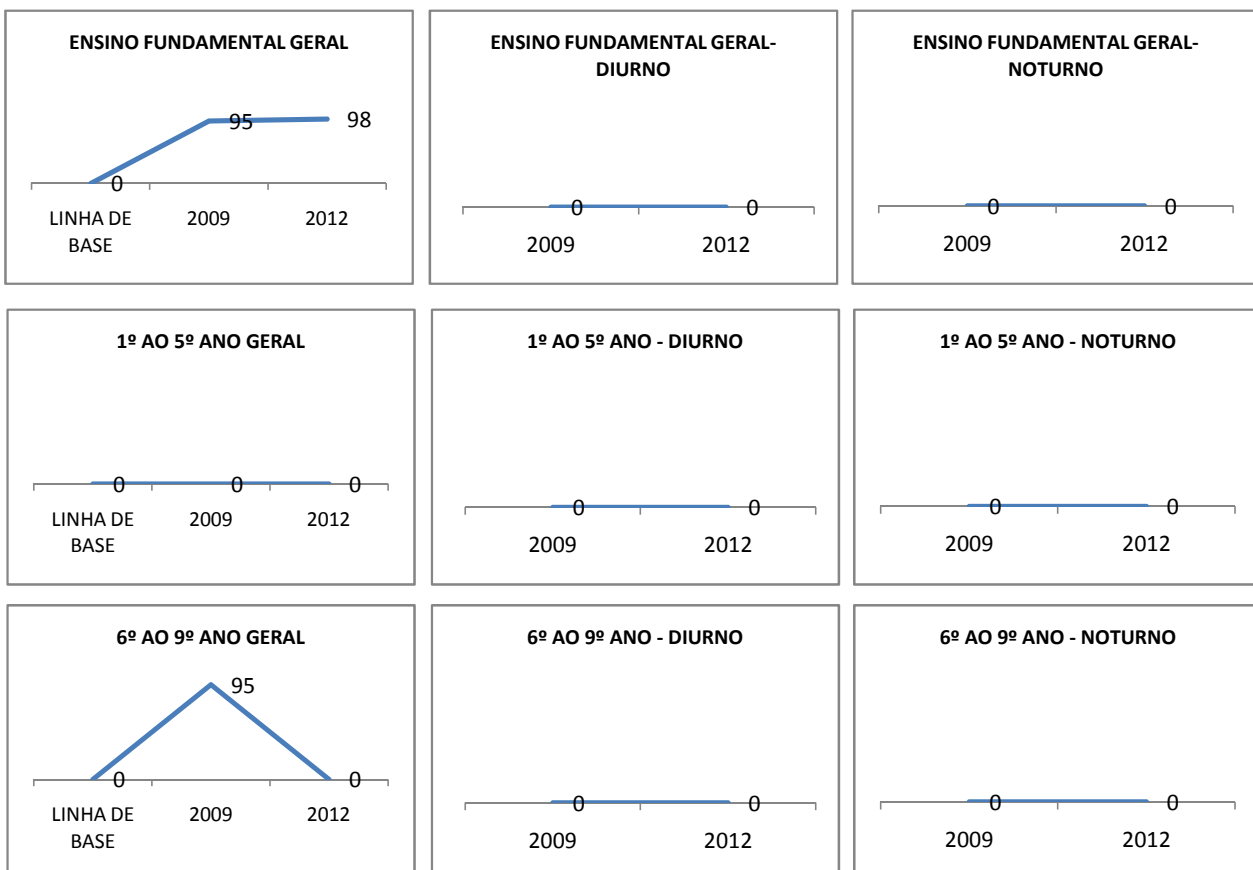 ENSINO FUNDAMENTAL GERAL
95
98
0
LINHA DE
BASE
2009
2012
ENSINO FUNDAMENTAL GERAL-
DIURNO
0
0
2009
2012
ENSINO FUNDAMENTAL GERAL-
NOTURNO
0
0
2009
2012
1º AO 5º ANO GERAL
0
0
0
LINHA DE
BASE
2009
2012
1º AO 5º ANO - DIURNO
0
0
2009
2012
1º AO 5º ANO - NOTURNO
0
0
2009
2012
6º AO 9º ANO GERAL
95
0
0
LINHA DE
BASE
2009
2012
6º AO 9º ANO - DIURNO
0
0
2009
2012
6º AO 9º ANO - NOTURNO
0
0
2009
2012